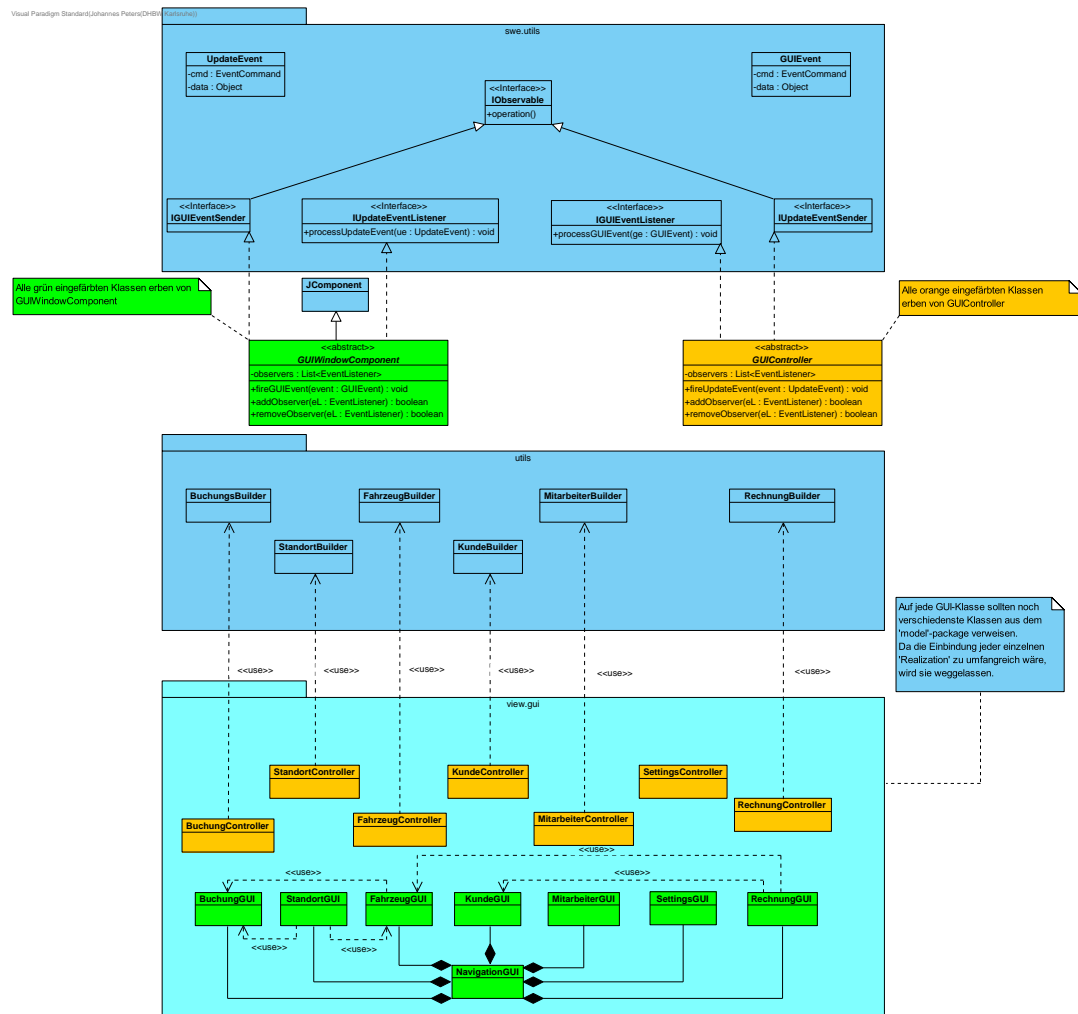 Visual Paradigm Standard(Johannes Peters(DHBW Karlsruhe))
swe.utils
UpdateEvent
-cmd : EventCommand
-data : Object
GUIEvent
-cmd : EventCommand
-data : Object
<<Interface>>
IObservable
+operation()
<<Interface>>
IGUIEventSender
<<Interface>>
IUpdateEventListener
+processUpdateEvent(ue : UpdateEvent) : void
<<Interface>>
IGUIEventListener
+processGUIEvent(ge : GUIEvent) : void
<<Interface>>
IUpdateEventSender
Alle grün eingefärbten Klassen erben von
GUIWindowComponent
JComponent
Alle orange eingefärbten Klassen
erben von GUIController
<<abstract>>
GUIWindowComponent
-observers : List<EventListener>
+fireGUIEvent(event : GUIEvent) : void
+addObserver(eL : EventListener) : boolean
+removeObserver(eL : EventListener) : boolean
<<abstract>>
GUIController
-observers : List<EventListener>
+fireUpdateEvent(event : UpdateEvent) : void
+addObserver(eL : EventListener) : boolean
+removeObserver(eL : EventListener) : boolean
utils
BuchungsBuilder
FahrzeugBuilder
MitarbeiterBuilder
RechnungBuilder
StandortBuilder
KundeBuilder
Auf jede GUI-Klasse sollten noch
verschiedenste Klassen aus dem
'model'-package verweisen.
Da die Einbindung jeder einzelnen
'Realization' zu umfangreich wäre,
wird sie weggelassen.
<<use>>
<<use>>
<<use>>
<<use>>
<<use>>
<<use>>
view.gui
StandortController
KundeController
SettingsController
RechnungController
BuchungController
FahrzeugController
MitarbeiterController
<<use>>
<<use>>
<<use>>
BuchungGUI
StandortGUI
FahrzeugGUI
KundeGUI
MitarbeiterGUI
SettingsGUI
RechnungGUI
<<use>>
<<use>>
NavigationGUI